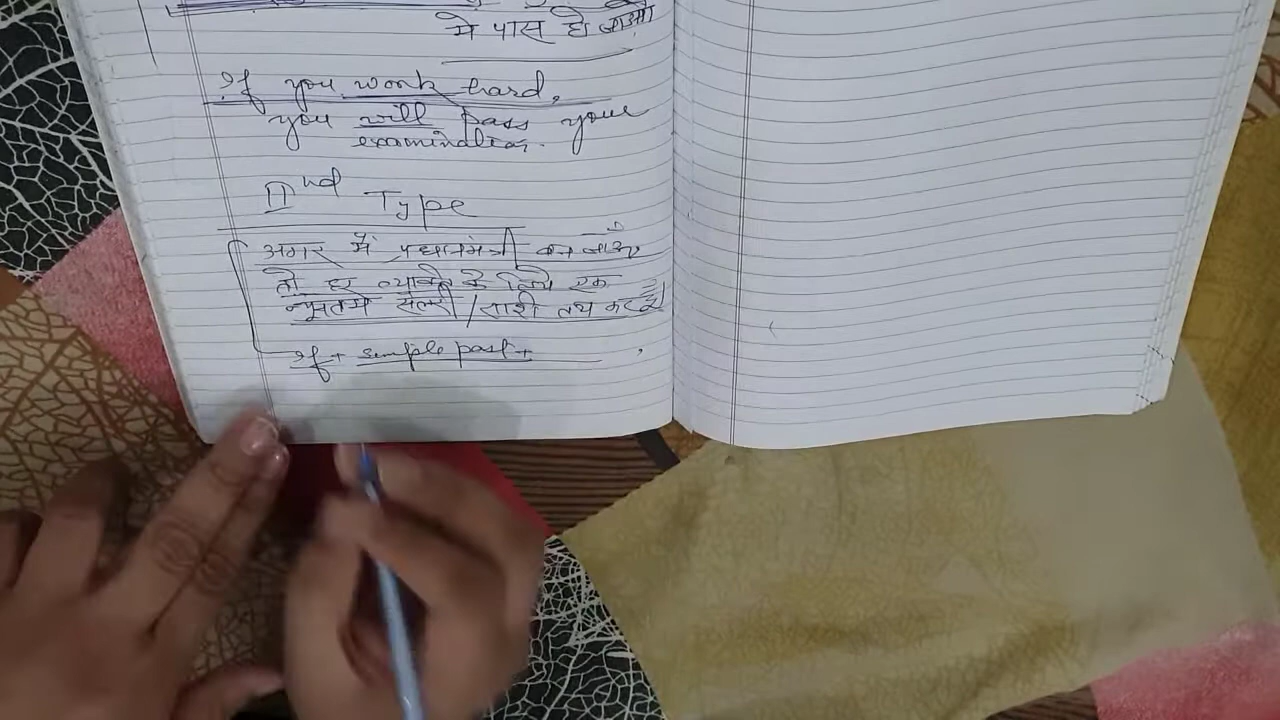 मे पास हो जाओगे
If you work hard,
you will pass your
examination.
IInd Type
अगर में प्रधानमंत्री बन जाऊ
तो हर व्यक्ति के लिये एक
न्यूनतम सैलरी / राशी तय कर दूं
If + simple past + ,